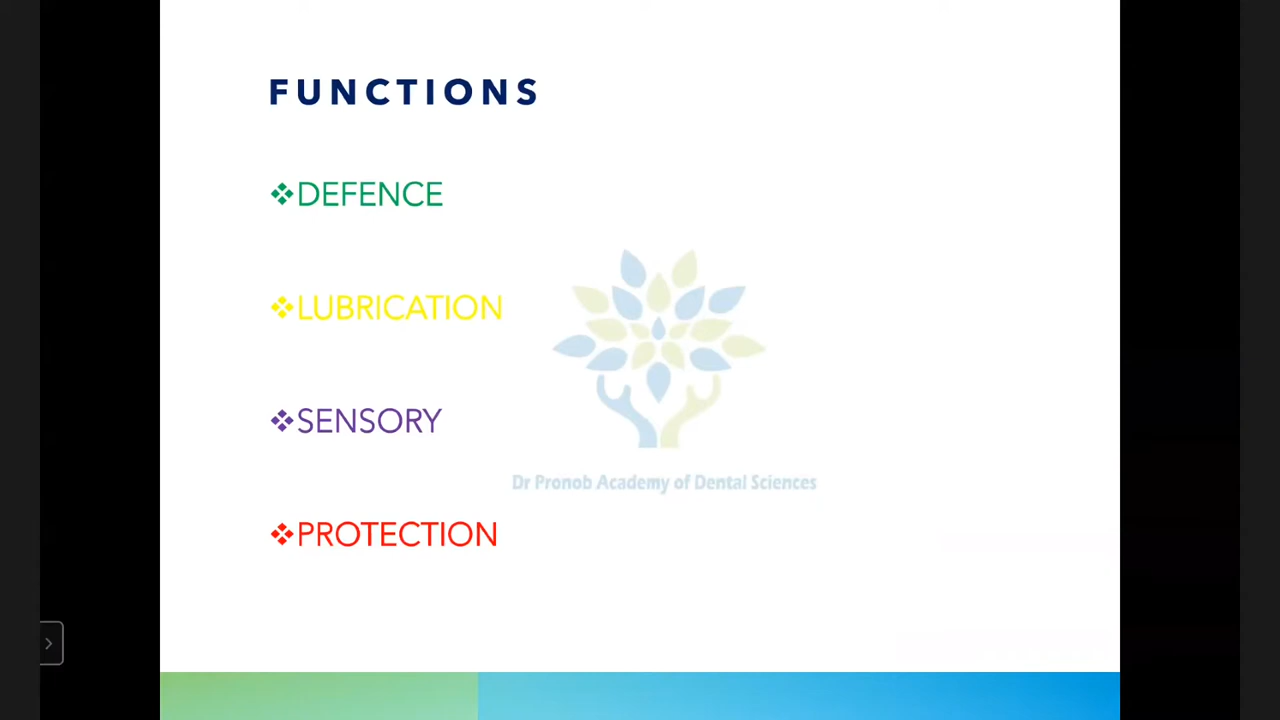 FUNCTIONS
❖DEFENCE
❖LUBRICATION
❖SENSORY
Dr Pronob Academy of Dental Sciences
❖PROTECTION